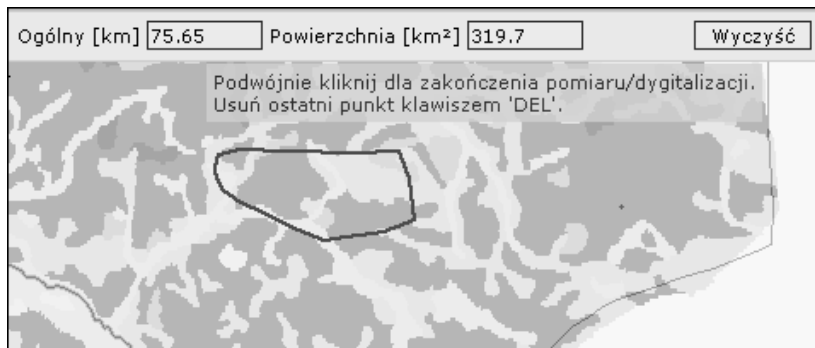 Ogólny [km] 75.65 Powierzchnia [km²] 319.7 Wyczyść
Podwójnie kliknij dla zakończenia pomiaru/dygitalizacji.
Usuń ostatni punkt klawiszem 'DEL'.